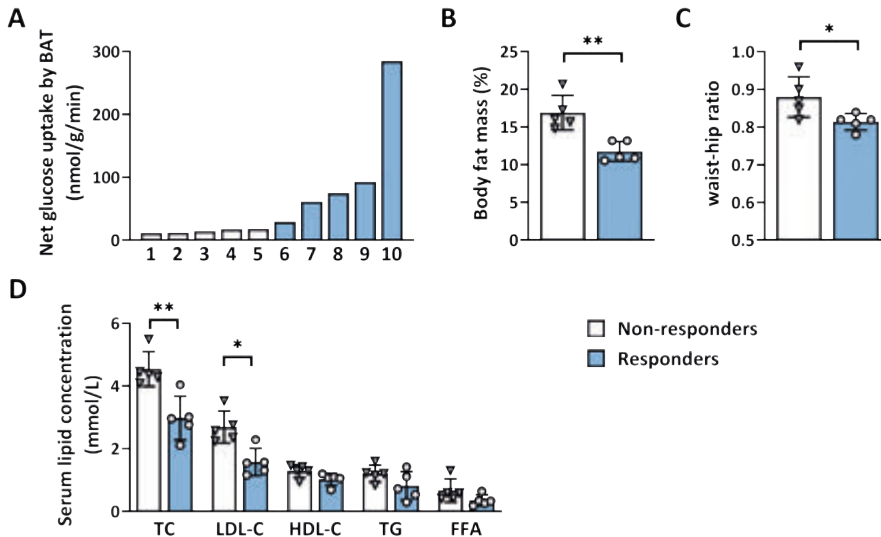 A
Net glucose uptake by BAT
(nmol/g/min)
300
200
100
0
1 2 3 4 5 6 7 8 9 10
B
Body fat mass (%)
25
20
15
10
5
0
**
C
waist-hip ratio
1.0
0.9
0.8
0.7
0.6
0.5
*
D
Serum lipid concentration
(mmol/L)
6
4
2
0
**
*
TC LDL-C HDL-C TG FFA
Non-responders
Responders